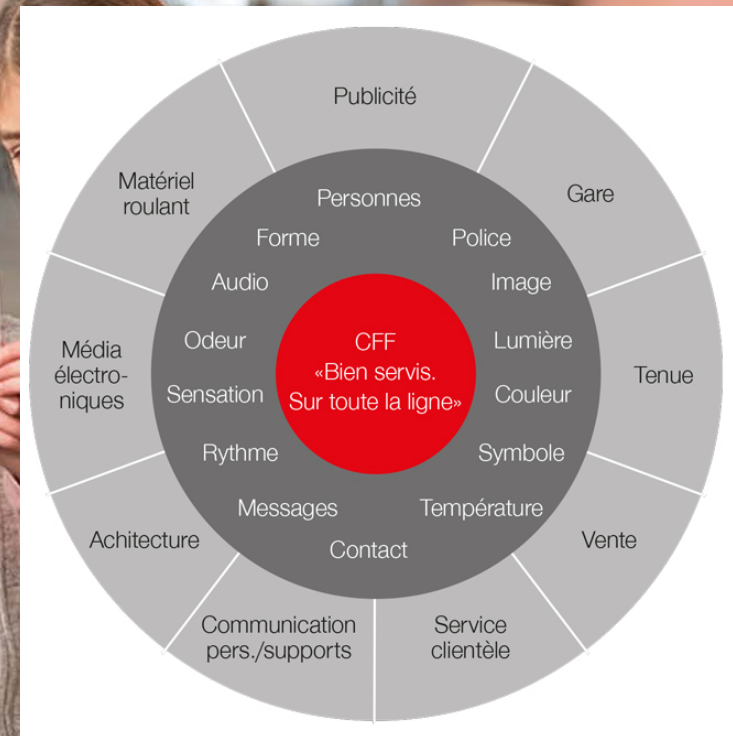 Publicité
Gare
Tenue
Vente
Service
clientèle
Communication
pers./supports
Achitecture
Média
électro-
niques
Matériel
roulant
Personnes
Police
Image
Lumière
Couleur
Symbole
Température
Contact
Messages
Rythme
Sensation
Odeur
Audio
Forme
CFF
«Bien servis.
Sur toute la ligne»